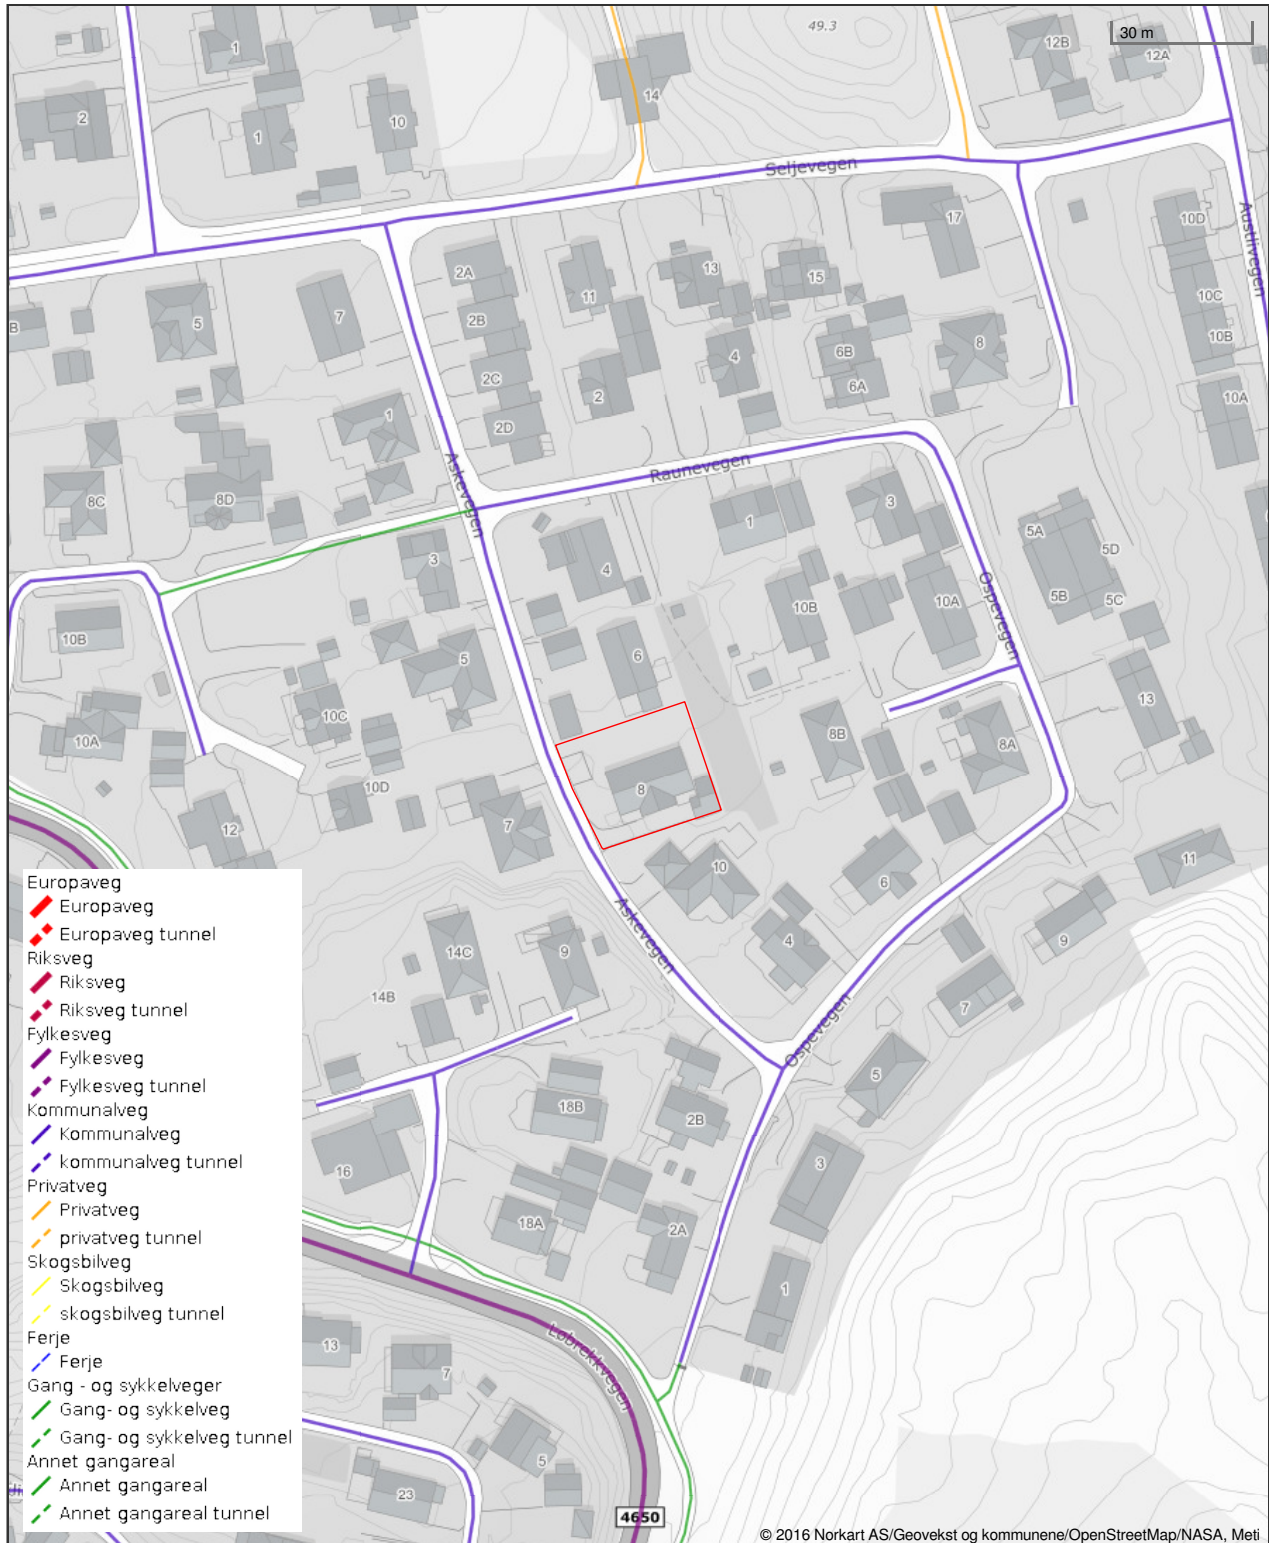 49.3
30 m
12B
12A
1
2
1
10
14
Seljevegen
17
10D
Austlivegen
2A
11
13
15
10C
B
5
7
2B
10B
4
6B
8
2C
2
6A
10A
1
2D
Askevegen
Raunevegen
8C
8D
1
3
5A
5D
3
4
10B
10A
5B
5C
Ospevegen
10B
6
5
10C
8B
8A
13
10A
10D
8
12
7
10
6
11
Askevegen
4
9
14C
9
14B
7
Ospevegen
5
18B
2B
3
16
18A
2A
1
13
7
Løbrekkvegen
5
23
4650
Europaveg
Europaveg
Europaveg tunnel
Riksveg
Riksveg
Riksveg tunnel
Fylkesveg
Fylkesveg
Fylkesveg tunnel
Kommunalveg
Kommunalveg
kommunalveg tunnel
Privatveg
Privatveg
privatveg tunnel
Skogsbilveg
Skogsbilveg
skogsbilveg tunnel
Ferje
Ferje
Gang - og sykkelveger
Gang- og sykkelveg
Gang- og sykkelveg tunnel
Annet gangareal
Annet gangareal
Annet gangareal tunnel
© 2016 Norkart AS/Geovekst og kommunene/OpenStreetMap/NASA, Meti